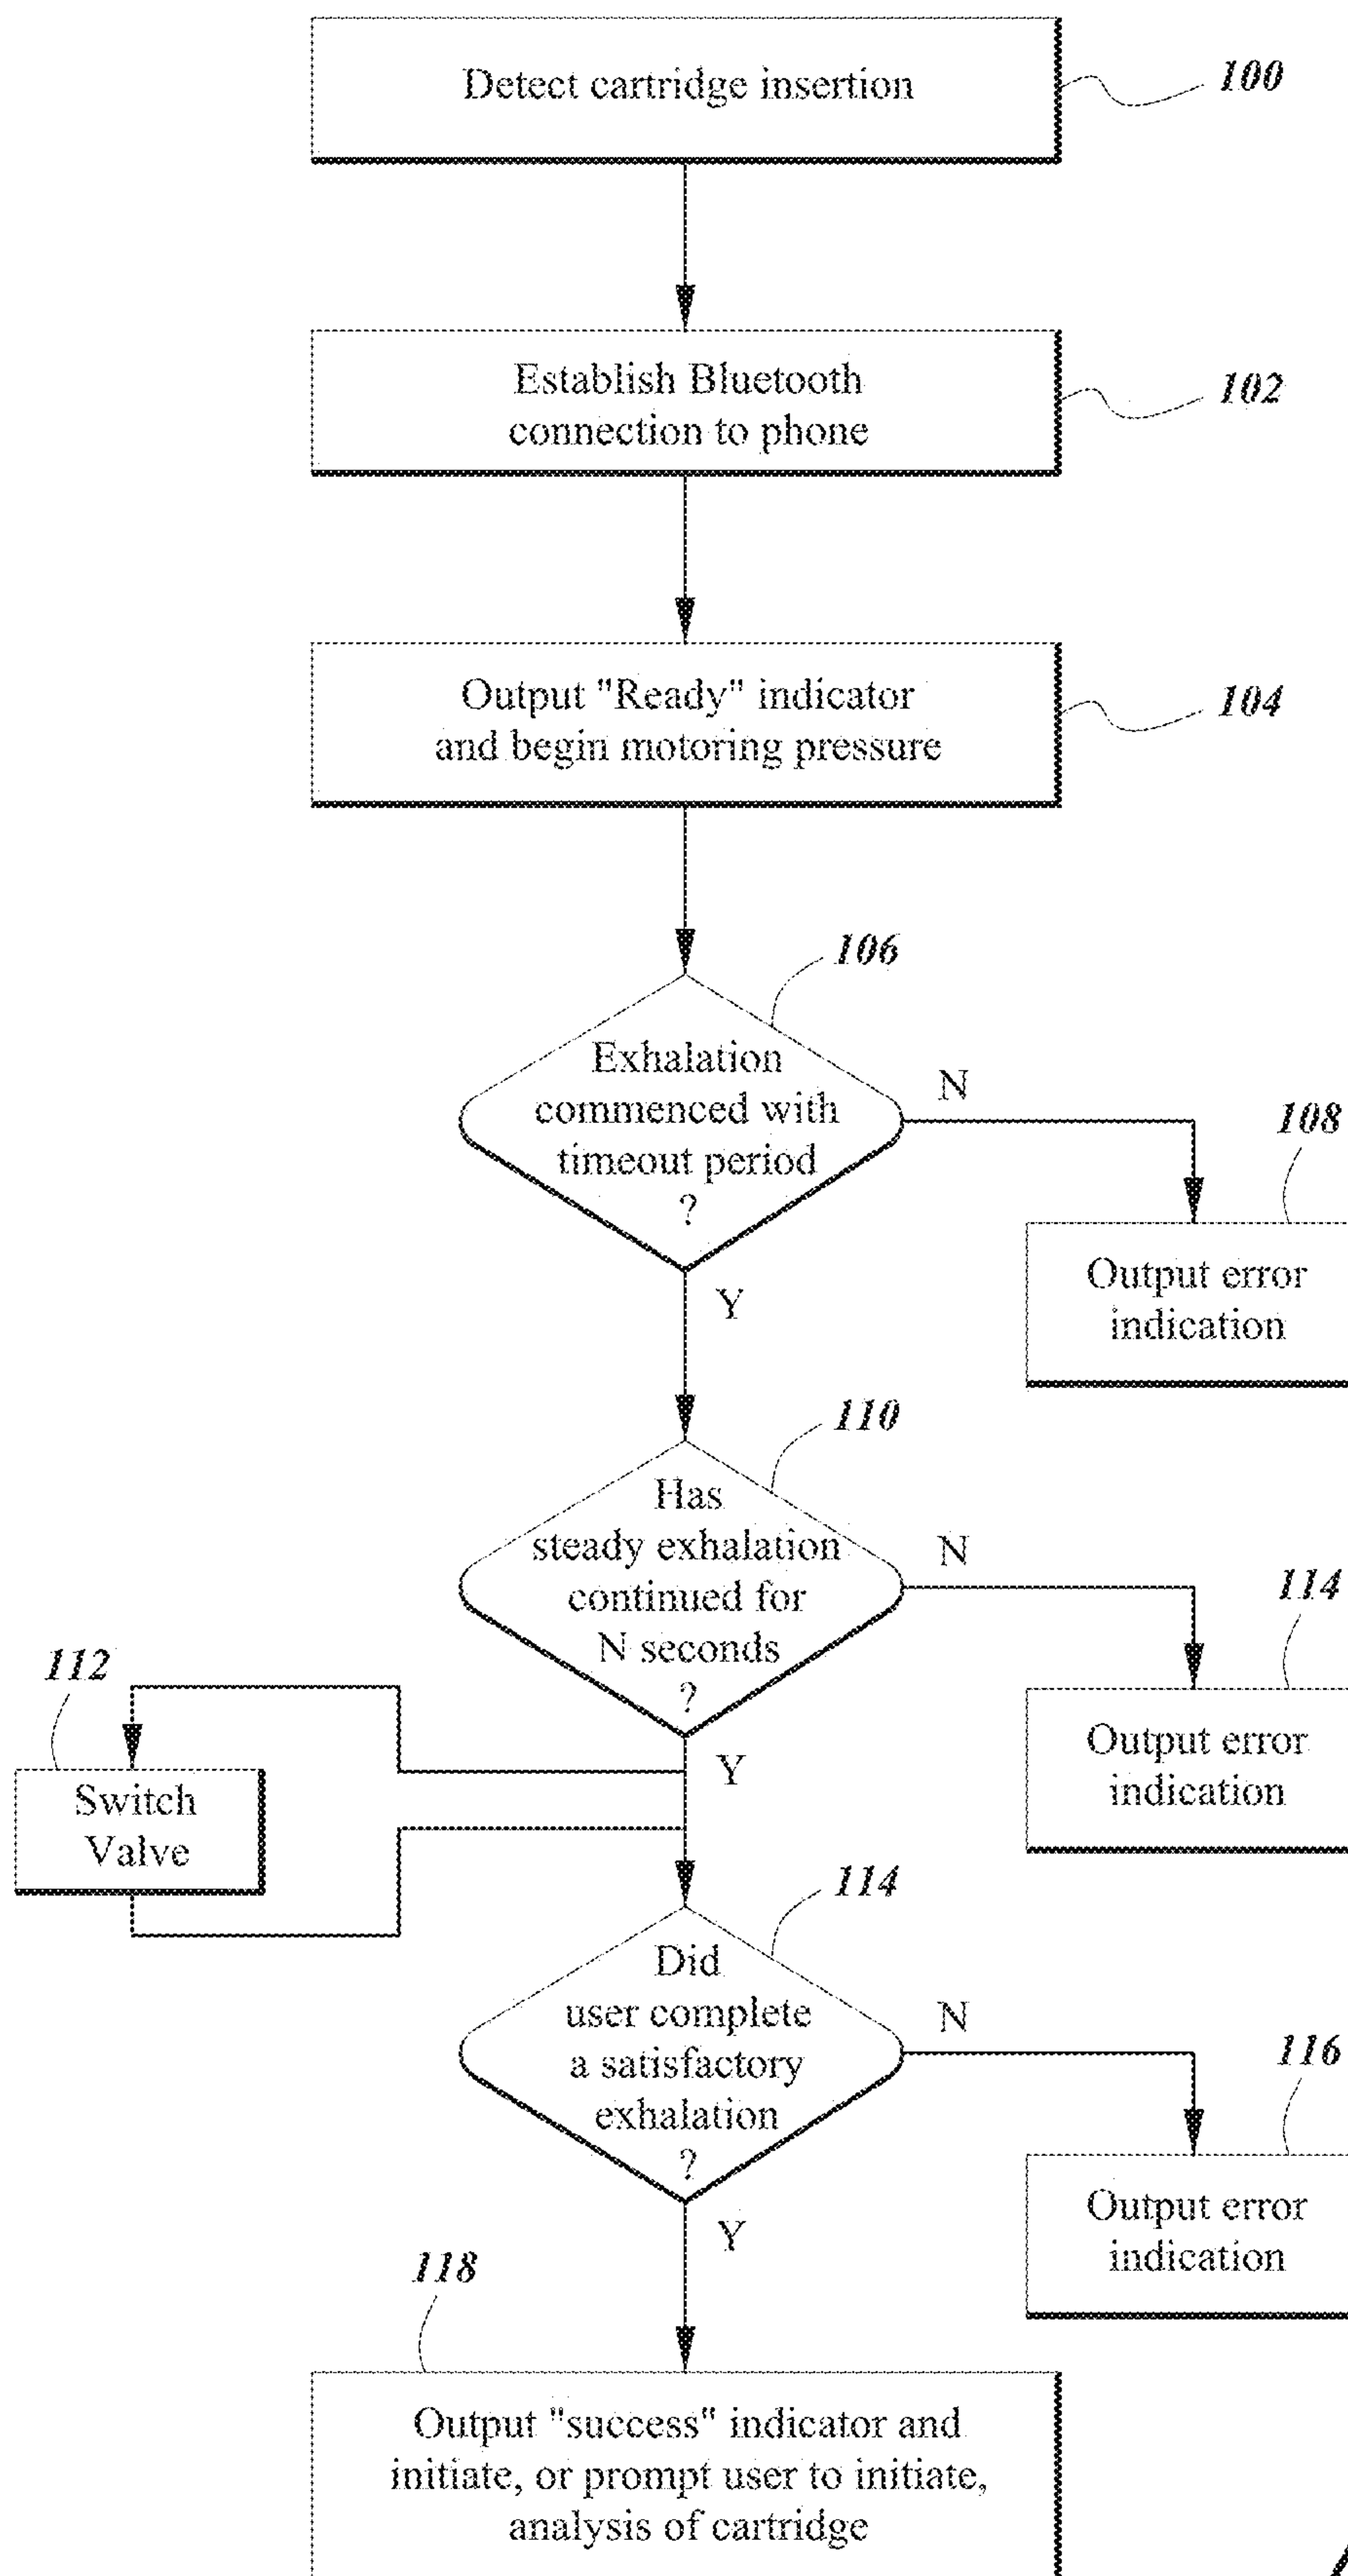 Detect cartridge insertion
100
Establish Bluetooth
connection to phone
102
Output "Ready" indicator
and begin motoring pressure
104
106
Exhalation
commenced with
timeout period
?
N
108
Output error
indication
Y
110
Has
steady exhalation
continued for
N seconds
?
N
114
Output error
indication
112
Switch
Valve
Y
114
Did
user complete
a satisfactory
exhalation
?
N
116
Output error
indication
Y
118
Output "success" indicator and
initiate, or prompt user to initiate,
analysis of cartridge